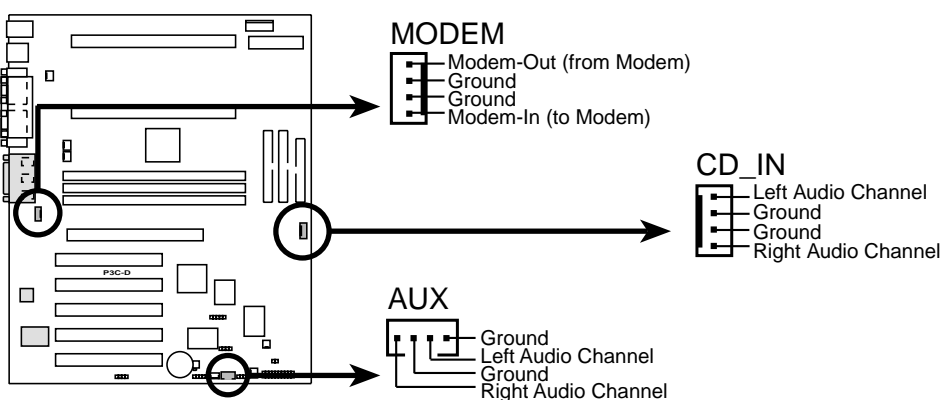 MODEM
Modem-Out (from Modem)
Ground
Ground
Modem-In (to Modem)
CD_IN
Left Audio Channel
Ground
Ground
Right Audio Channel
P3C-D
AUX
Ground
Left Audio Channel
Ground
Right Audio Channel